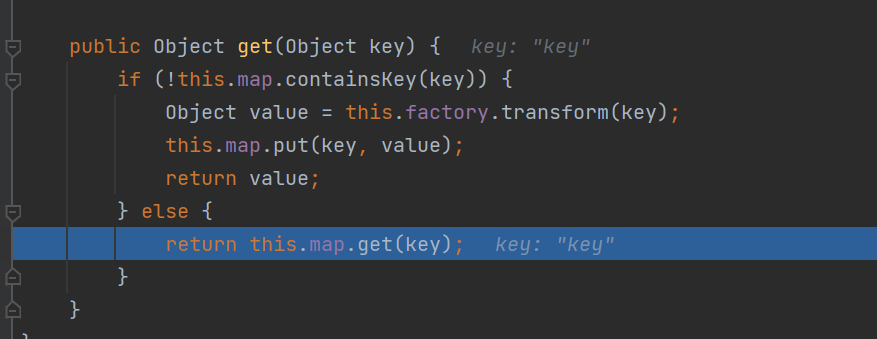 public Object get(Object key) {   key: "key"
if (!this.map.containsKey(key)) {
Object value = this.factory.transform(key);
this.map.put(key, value);
return value;
} else {
return this.map.get(key);   key: "key"
}
}
}